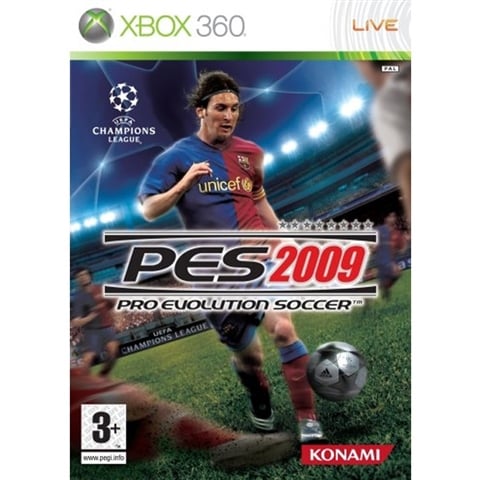 XBOX 360
LIVE
PAL
UEFA
CHAMPIONS
LEAGUE
unicef
PES 2009
PRO EVOLUTION SOCCER™
UEFA
CHAMPIONS LEAGUE
3+
www.pegi.info
KONAMI